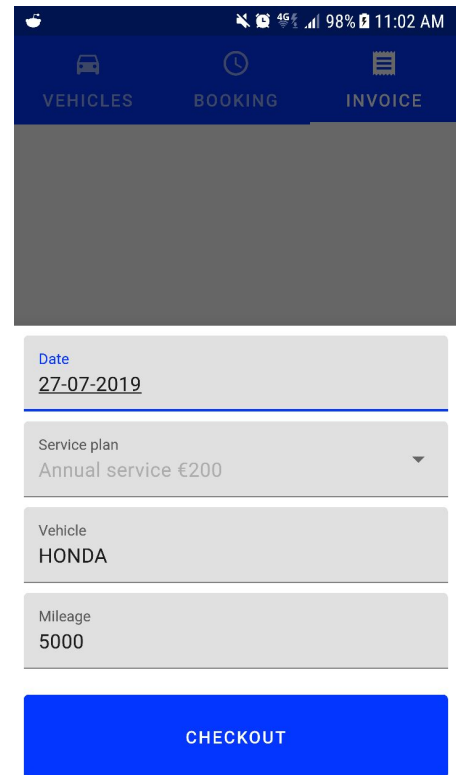 4G 98% 11:02 AM
VEHICLES BOOKING INVOICE
Date
27-07-2019
Service plan
Annual service €200
Vehicle
HONDA
Mileage
5000
CHECKOUT